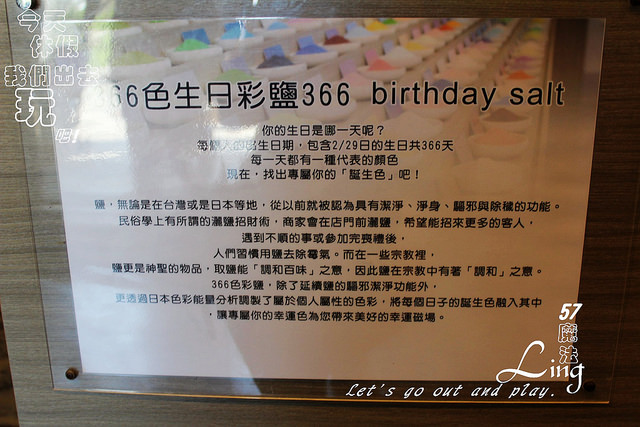 今天
休假
我們出去
玩吧!
66色生日彩鹽366 birthday salt
你的生日是哪一天呢？
每個人的出生日期，包含2/29日的生日共366天
每一天都有一種代表的顏色
現在，找出專屬你的「誕生色」吧！
鹽，無論是在台灣或是日本等地，從以前就被認為具有潔淨、淨身、驅邪與除穢的功能。
民俗學上有所謂的灑鹽招財術，商家會在店門前灑鹽，希望能招來更多的客人，
遇到不順的事或參加完喪禮後，
人們習慣用鹽去除霉氣。而在一些宗教裡，
鹽更是神聖的物品，取鹽能「調和百味」之意，因此鹽在宗教中有著「調和」之意。
366色彩鹽，除了延續鹽的驅邪潔淨功能外，
更透過日本色彩能量分析調製了屬於個人屬性的色彩，將每個日子的誕生色融入其中
，讓專屬你的幸運色為您帶來美好的幸運磁場。
57
魔
法
Ling
Let's go out and play.